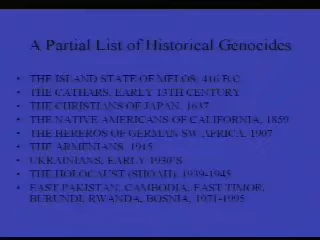 A Partial List of Historical Genocides
• THE ISLAND STATE OF MELOS, 416 B.C.
• THE CATHARS, EARLY 13TH CENTURY
• THE CHRISTIANS OF JAPAN, 1637
• THE NATIVE AMERICANS OF CALIFORNIA, 1859
• THE HEREROS OF GERMAN SW AFRICA, 1907
• THE ARMENIANS, 1915
• UKRAINIANS, EARLY 1930'S
• THE HOLOCAUST (SHOAH), 1939-1945
• EAST PAKISTAN, CAMBODIA, EAST TIMOR,
BURUNDI, RWANDA, BOSNIA, 1971-1995